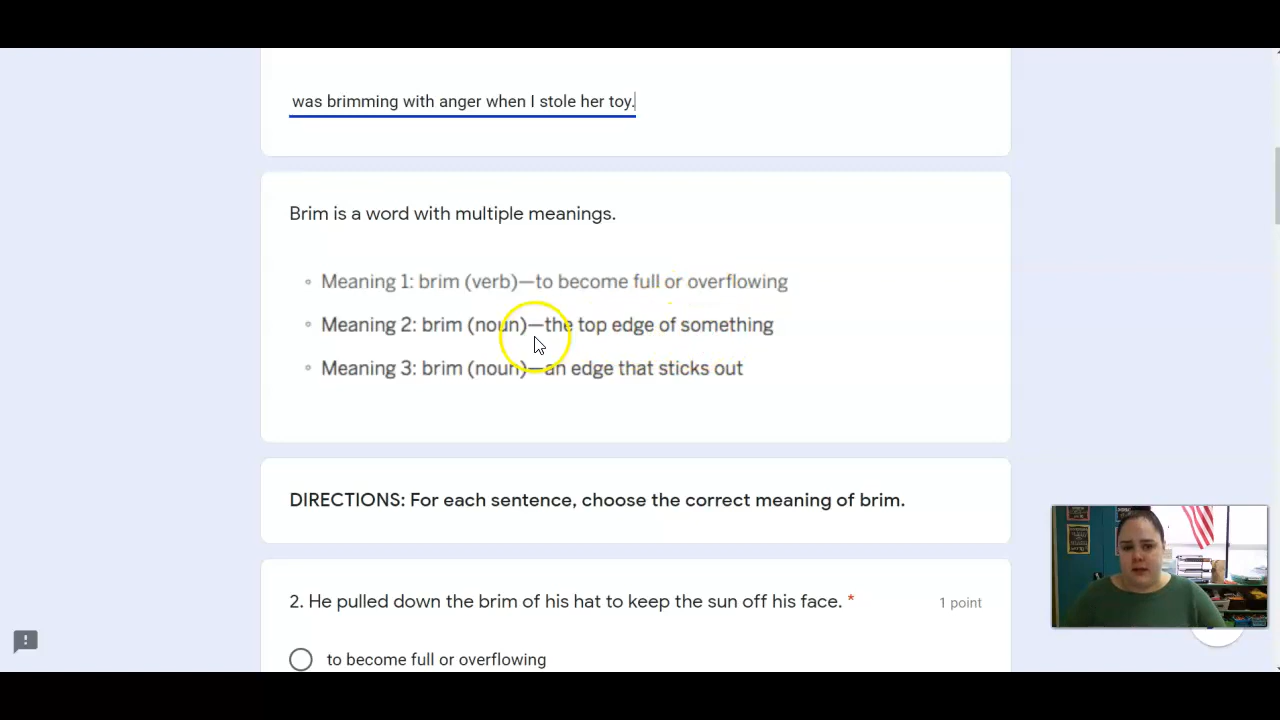 was brimming with anger when I stole her toy.
Brim is a word with multiple meanings.
Meaning 1: brim (verb)—to become full or overflowing
Meaning 2: brim (noun)—the top edge of something
Meaning 3: brim (noun)—an edge that sticks out
DIRECTIONS: For each sentence, choose the correct meaning of brim.
2. He pulled down the brim of his hat to keep the sun off his face. * 1 point
to become full or overflowing